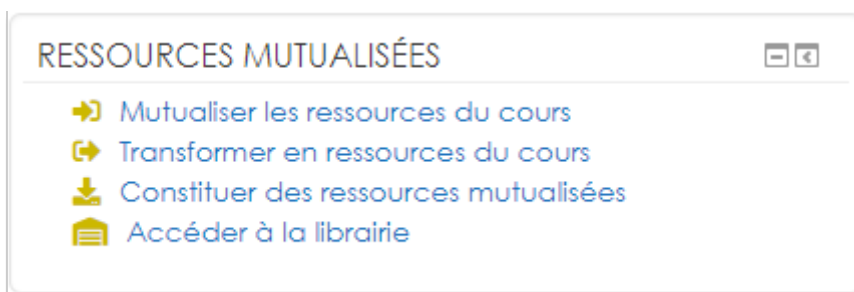 RESSOURCES MUTUALISÉES
Mutualiser les ressources du cours
Transformer en ressources du cours
Constituer des ressources mutualisées
Accéder à la librairie